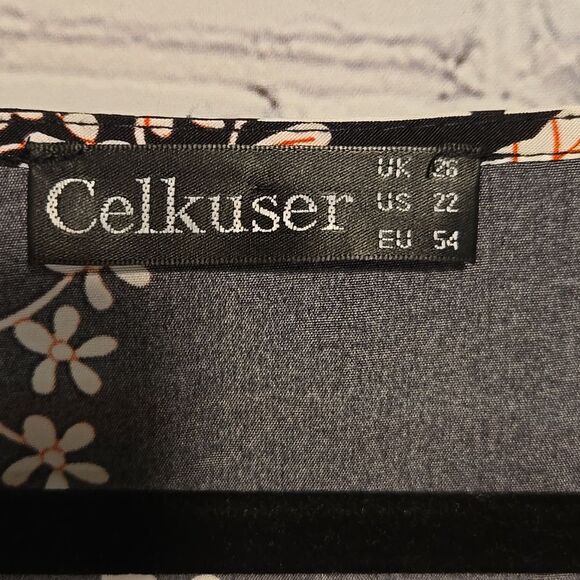 Celkuser
UK 26
US 22
EU 54